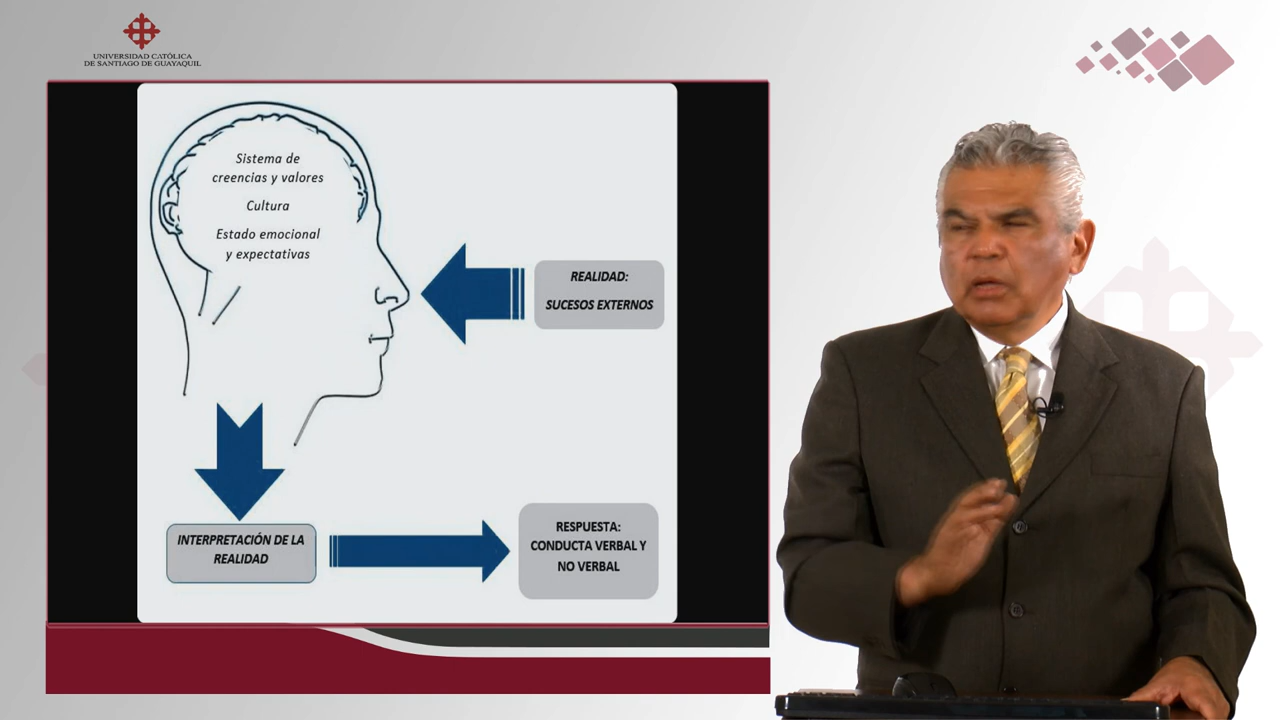 UNIVERSIDAD CATÓLICA
DE SANTIAGO DE GUAYAQUIL
Sistema de
creencias y valores
Cultura
Estado emocional
y expectativas
REALIDAD:
SUCESOS EXTERNOS
INTERPRETACIÓN DE LA
REALIDAD
RESPUESTA:
CONDUCTA VERBAL Y
NO VERBAL